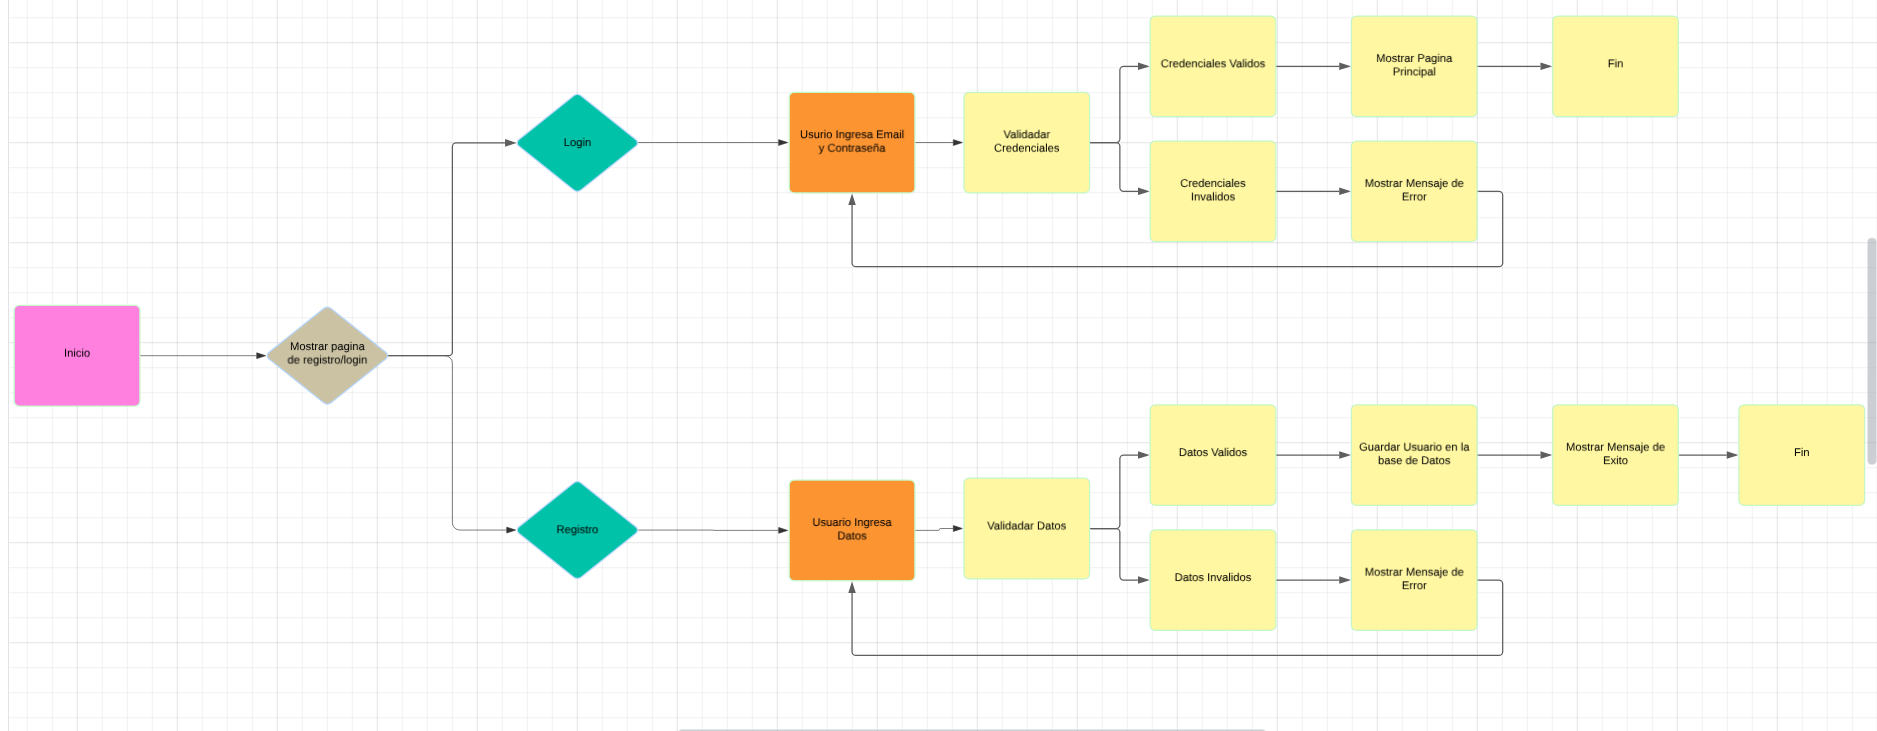 Inicio
Mostrar pagina
de registro/login
Login
Usurio Ingresa Email
y Contraseña
Validadar
Credenciales
Credenciales Validos
Mostrar Pagina
Principal
Fin
Credenciales
Invalidos
Mostrar Mensaje de
Error
Registro
Usuario Ingresa
Datos
Validadar Datos
Datos Validos
Guardar Usuario en la
base de Datos
Mostrar Mensaje de
Exito
Fin
Datos Invalidos
Mostrar Mensaje de
Error